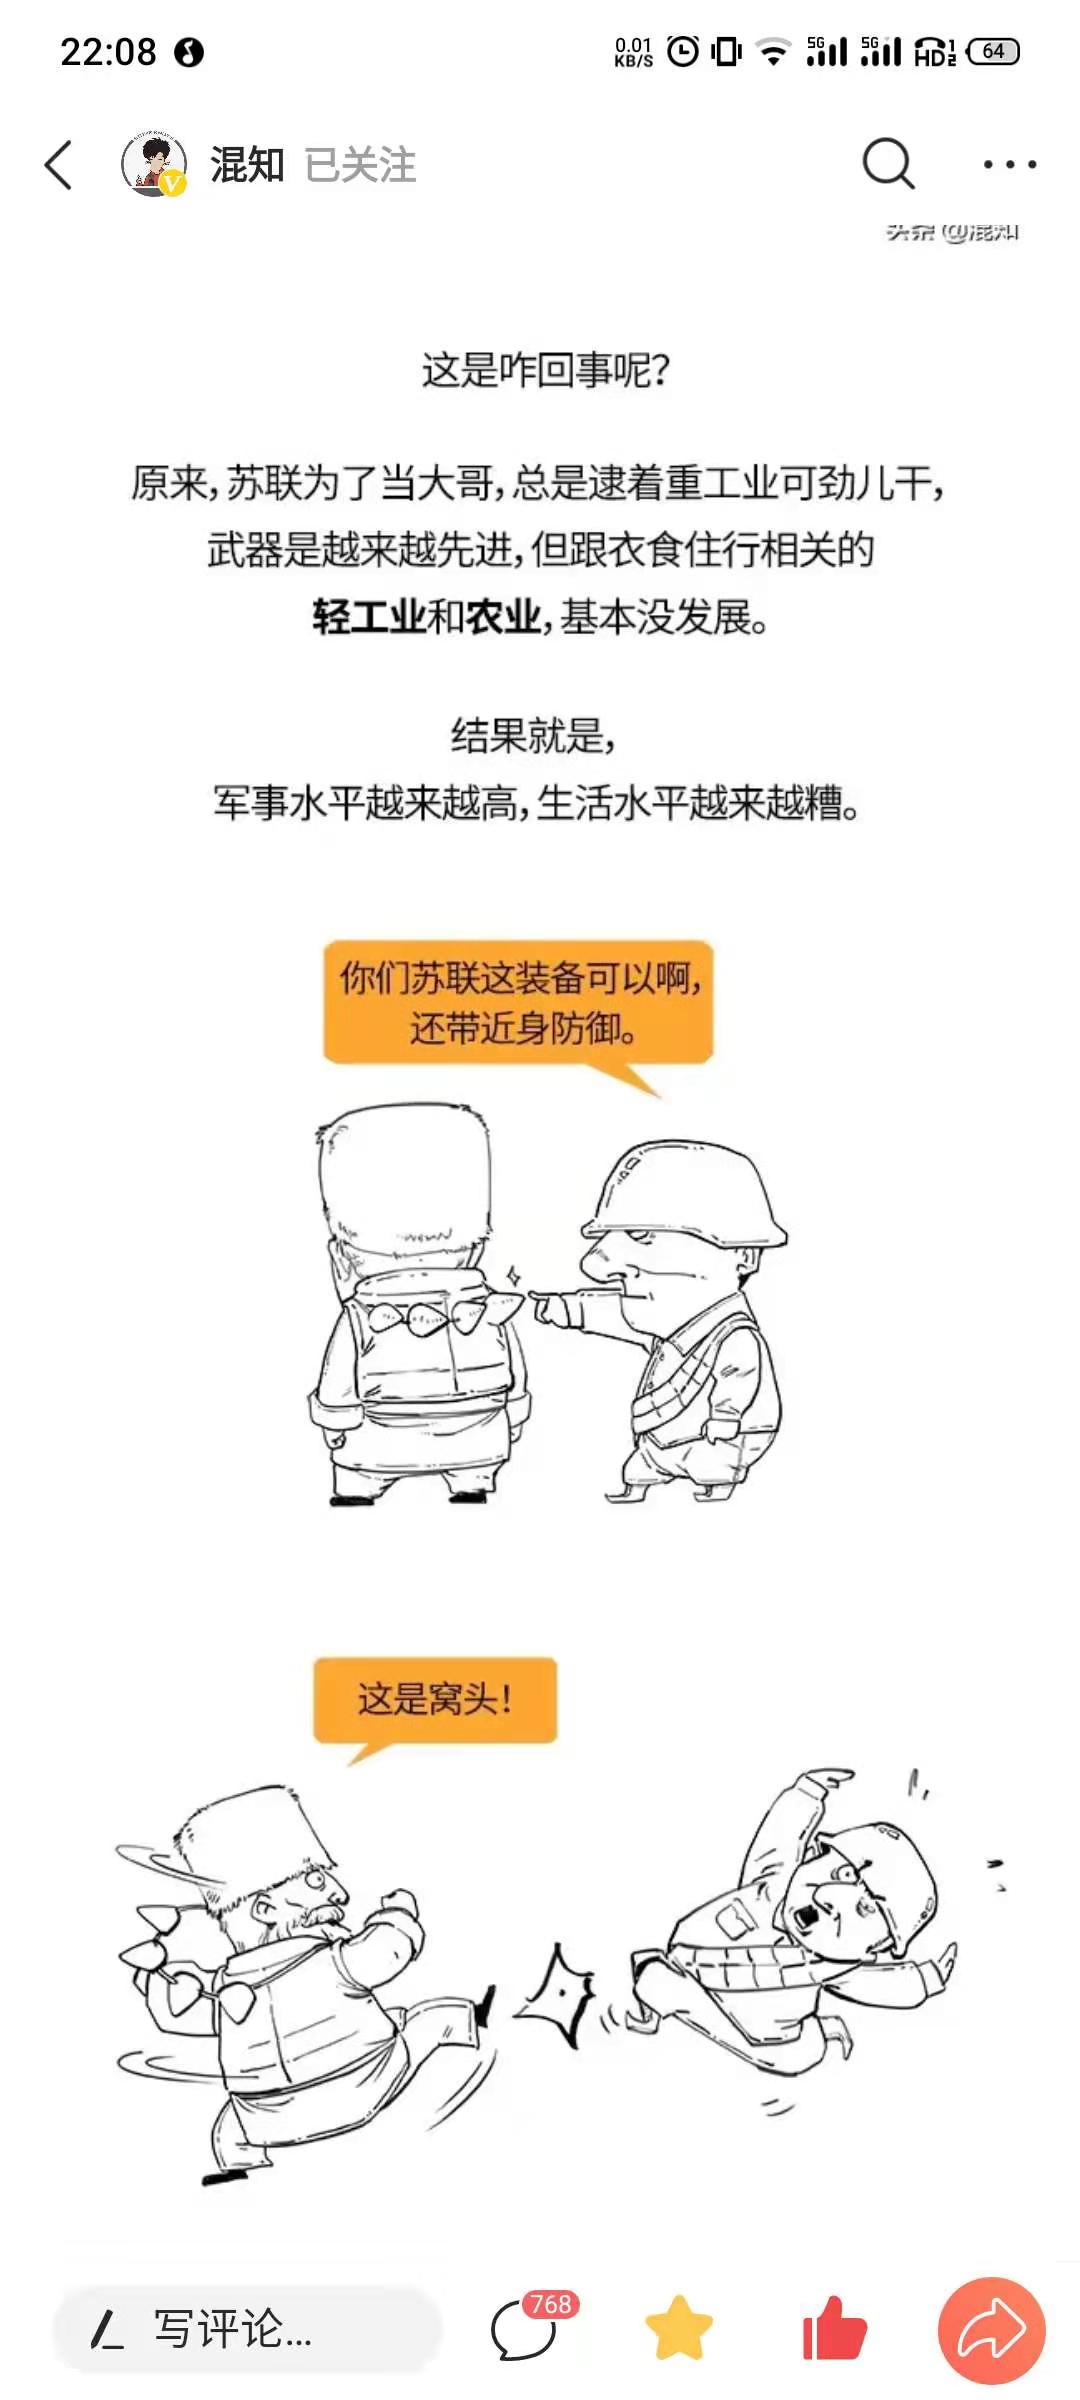 22:08
0.01
KB/S
5G
5G
HD 1 2
64
混知 已关注
头条 @混知
这是咋回事呢?
原来,苏联为了当大哥,总是逮着重工业可劲儿干,
武器是越来越先进,但跟衣食住行相关的
轻工业和农业,基本没发展。
结果就是,
军事水平越来越高,生活水平越来越糟。
你们苏联这装备可以啊,
还带近身防御。
这是窝头!
写评论...
768